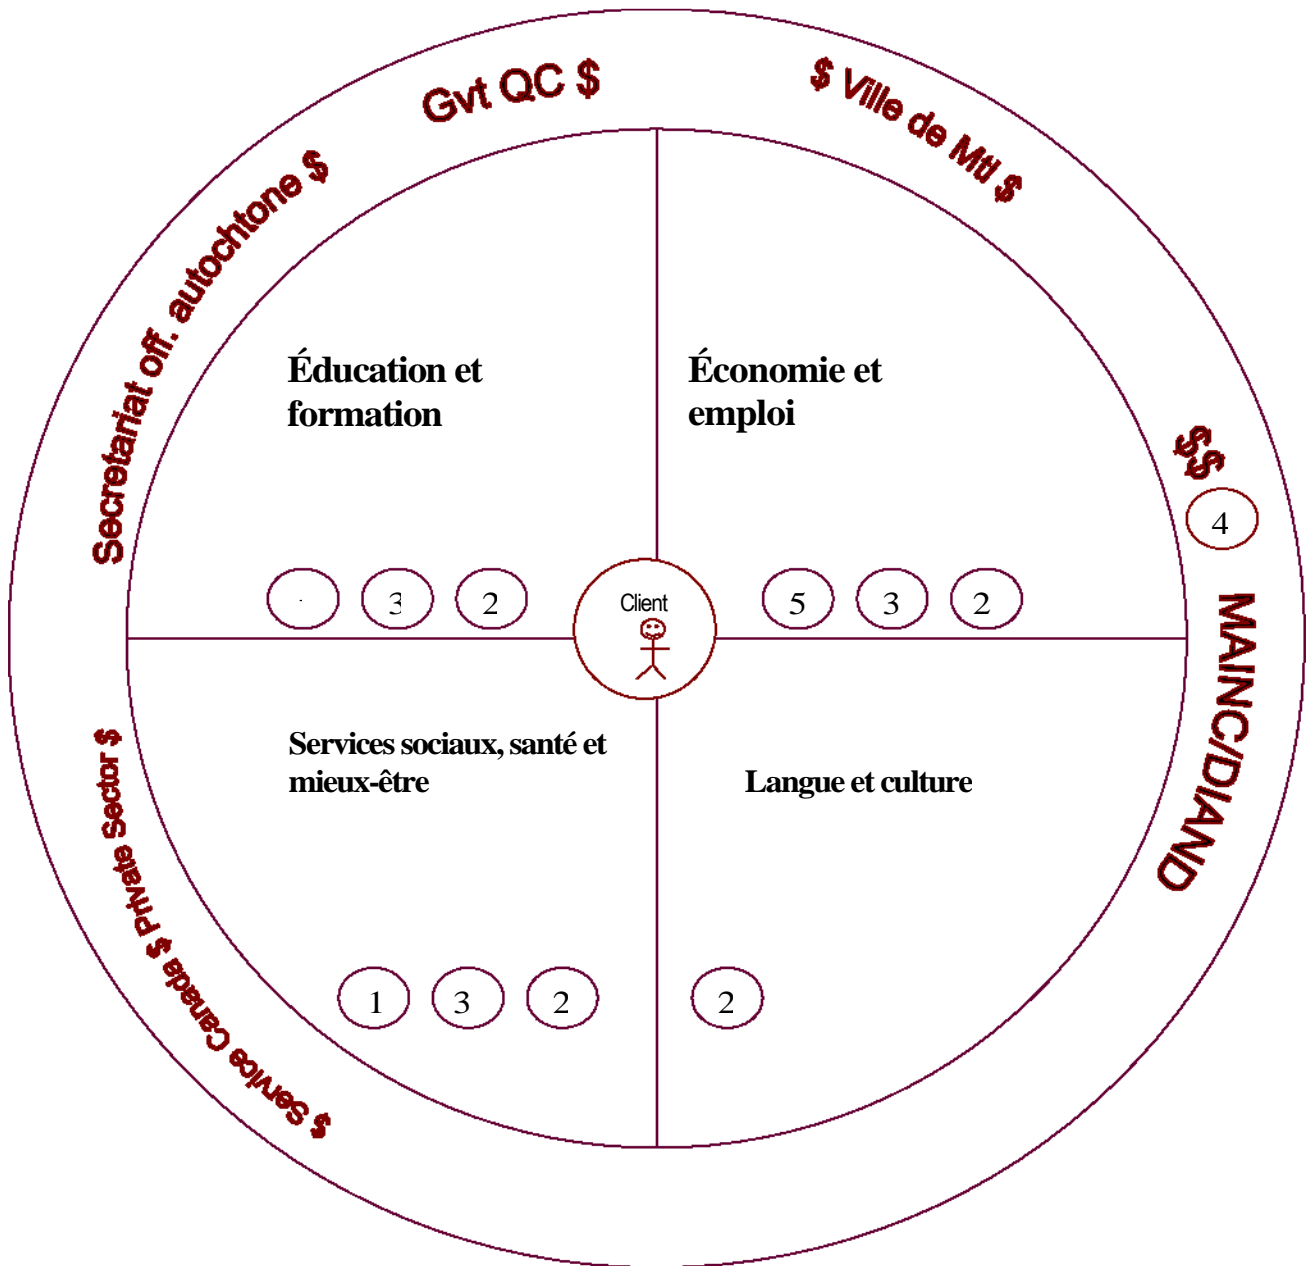 Gvt QC $
$ Ville de Mtl $
Secretariat off. autochtone $
Éducation et
formation
Économie et
emploi
$$
4
3
2
5
3
2
Client
MAINC/DIAND
Services sociaux, santé et
mieux-être
Langue et culture
$ Service Canada $ Private Sector $
1
3
2
2